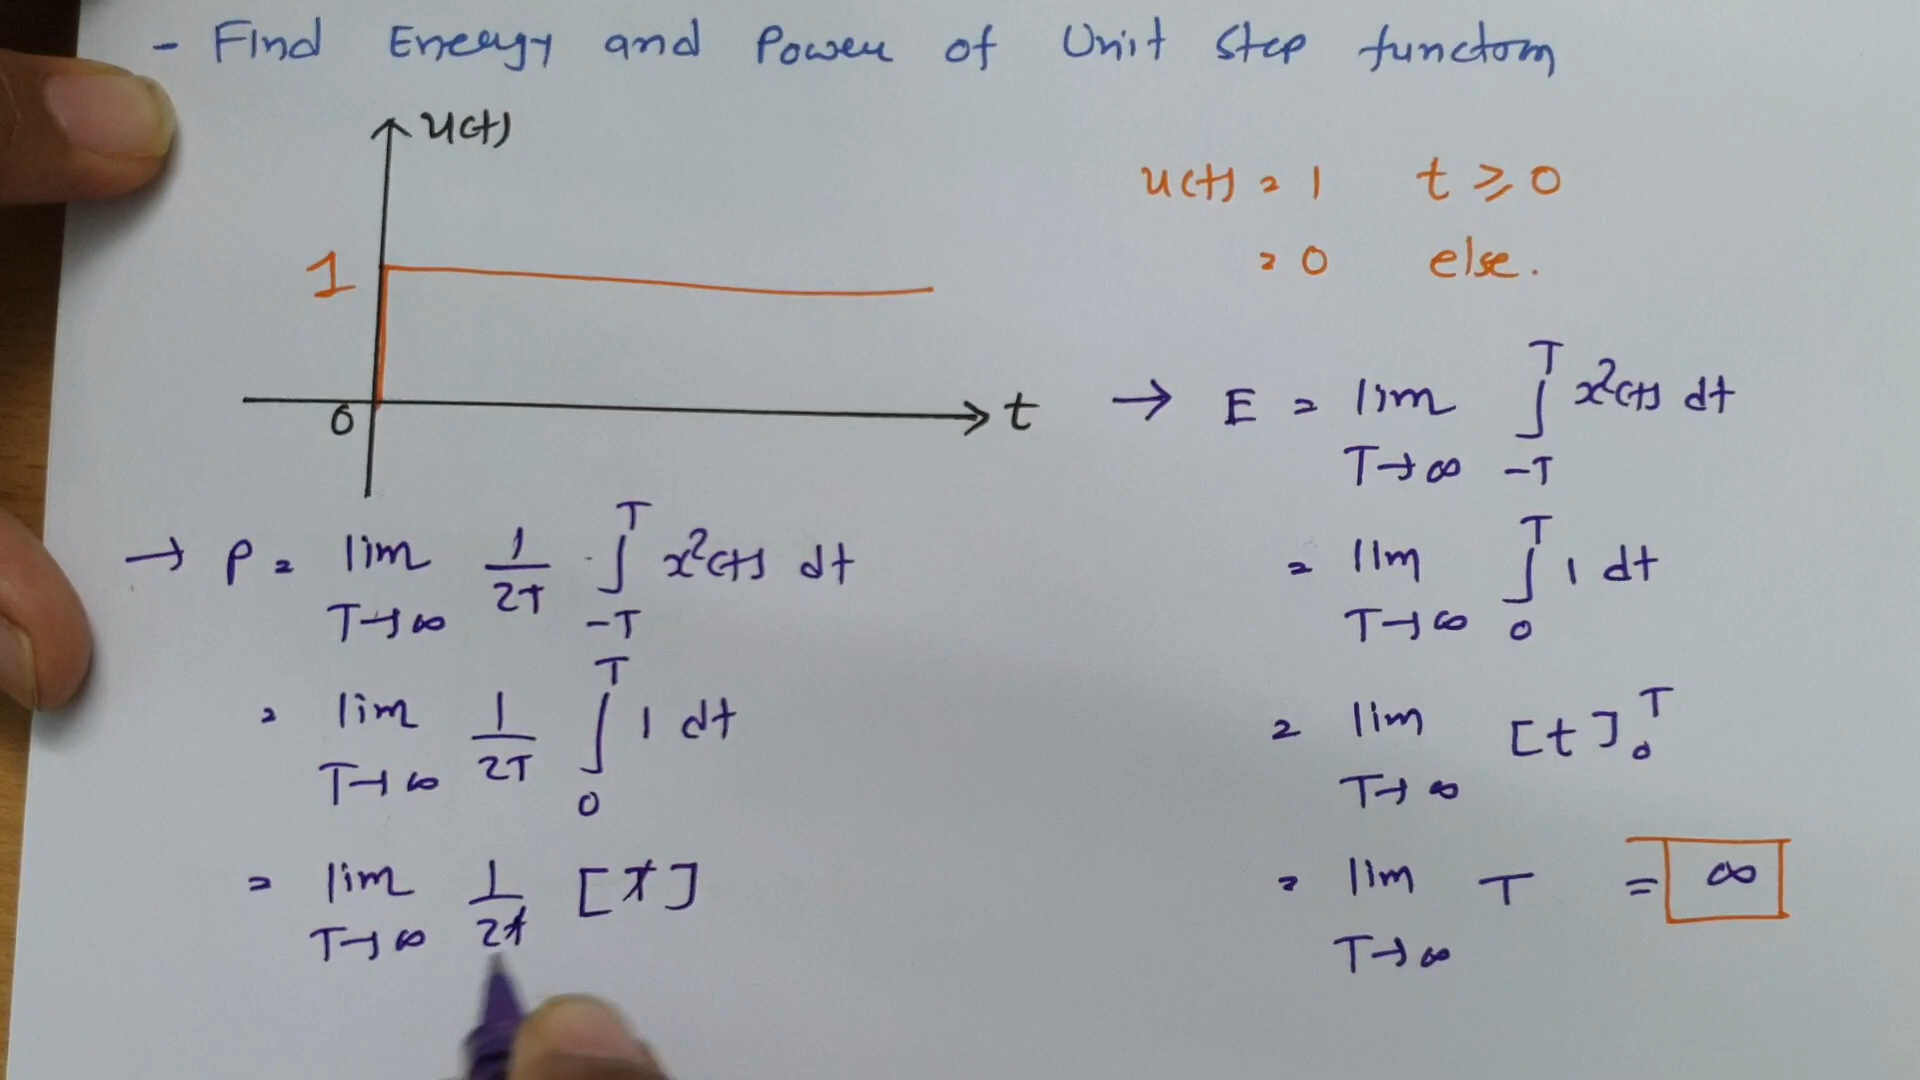 - Find Energy and Power of Unit Step function
u(t)
1
0
t
u(t) = 1 t ≥ 0
= 0 else.
→ E = lim T→∞ ∫_{-T}^{T} x²(t) dt
= lim T→∞ ∫_{0}^{T} 1 dt
= lim T→∞ [t]_{0}^{T}
= lim T→∞ T = ∞
→ P = lim T→∞ 1/2T ∫_{-T}^{T} x²(t) dt
= lim T→∞ 1/2T ∫_{0}^{T} 1 dt
= lim T→∞ 1/2T [T]